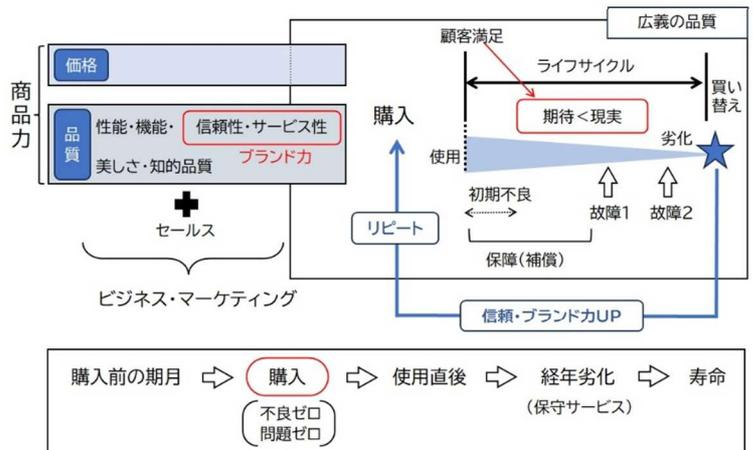 広義の品質
商品力
価格
品質
性能・機能・
信頼性・サービス性
ブランド力
美しさ・知的品質
セールス
ビジネス・マーケティング
購入
リピート
顧客満足
ライフサイクル
買い替え
期待<現実
使用
劣化
初期不良
故障1
故障2
保障(補償)
信頼・ブランド力UP
購入前の期月
購入
不良ゼロ
問題ゼロ
使用直後
経年劣化
(保守サービス)
寿命